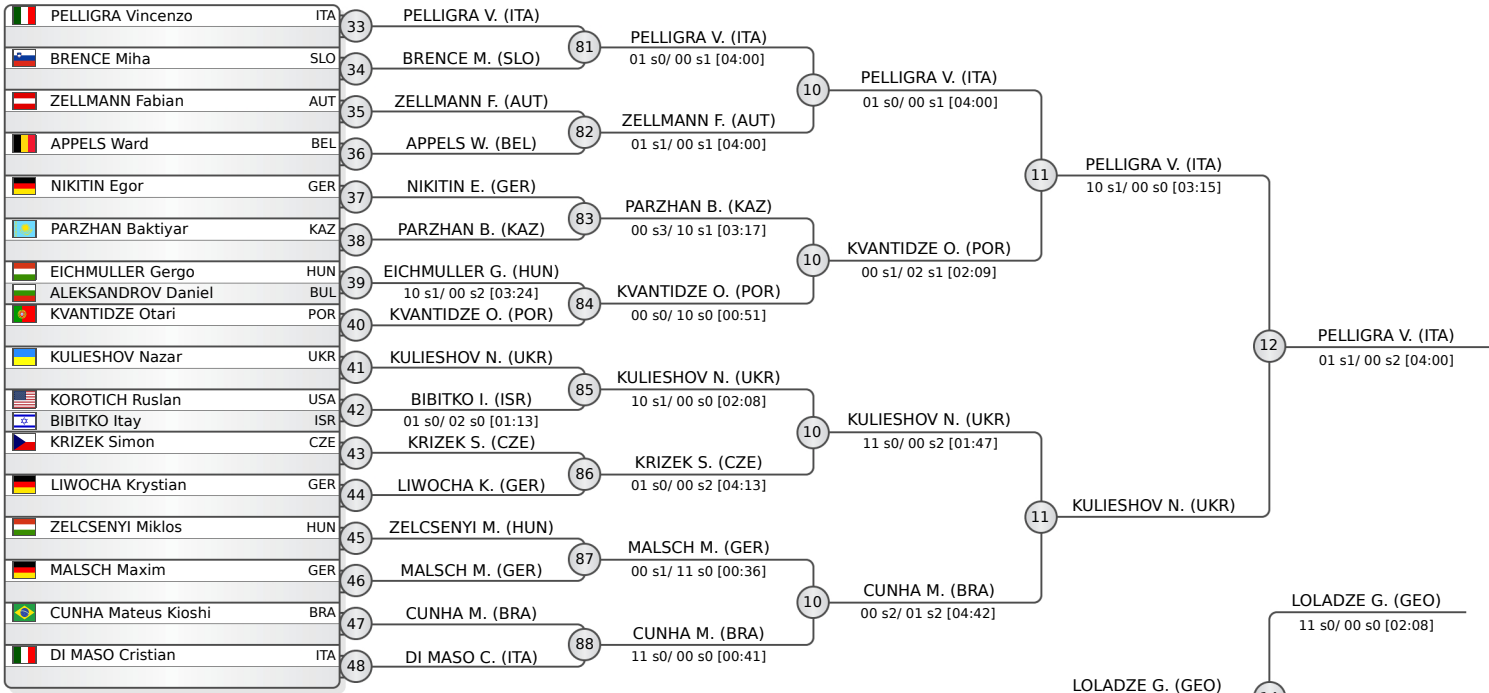 PELLIGRA Vincenzo ITA
BRENCE Miha SLO
ZELLMANN Fabian AUT
APPELS Ward BEL
NIKITIN Egor GER
PARZHAN Baktiyar KAZ
EICHMULLER Gergo HUN
ALEKSANDROV Daniel BUL
KVANTIDZE Otari POR
KULIESHOV Nazar UKR
KOROTICH Ruslan USA
BIBITKO Itay ISR
KRIZEK Simon CZE
LIWOCHA Krystian GER
ZELCSENYI Miklos HUN
MALSCH Maxim GER
CUNHA Mateus Kioshi BRA
DI MASO Cristian ITA
33
34
35
36
37
38
39
40
41
42
43
44
45
46
47
48
PELLIGRA V. (ITA)
BRENCE M. (SLO)
ZELLMANN F. (AUT)
APPELS W. (BEL)
NIKITIN E. (GER)
PARZHAN B. (KAZ)
EICHMULLER G. (HUN)
10 s1/ 00 s2 [03:24]
KVANTIDZE O. (POR)
KULIESHOV N. (UKR)
BIBITKO I. (ISR)
01 s0/ 02 s0 [01:13]
KRIZEK S. (CZE)
LIWOCHA K. (GER)
ZELCSENYI M. (HUN)
MALSCH M. (GER)
CUNHA M. (BRA)
DI MASO C. (ITA)
81
82
83
84
85
86
87
88
PELLIGRA V. (ITA)
01 s0/ 00 s1 [04:00]
ZELLMANN F. (AUT)
01 s1/ 00 s1 [04:00]
PARZHAN B. (KAZ)
00 s3/ 10 s1 [03:17]
KVANTIDZE O. (POR)
00 s0/ 10 s0 [00:51]
KULIESHOV N. (UKR)
10 s1/ 00 s0 [02:08]
KRIZEK S. (CZE)
01 s0/ 00 s2 [04:13]
MALSCH M. (GER)
00 s1/ 11 s0 [00:36]
CUNHA M. (BRA)
11 s0/ 00 s0 [00:41]
10
10
10
10
PELLIGRA V. (ITA)
01 s0/ 00 s1 [04:00]
KVANTIDZE O. (POR)
00 s1/ 02 s1 [02:09]
KULIESHOV N. (UKR)
11 s0/ 00 s2 [01:47]
CUNHA M. (BRA)
00 s2/ 01 s2 [04:42]
11
11
PELLIGRA V. (ITA)
10 s1/ 00 s0 [03:15]
KULIESHOV N. (UKR)
12
PELLIGRA V. (ITA)
01 s1/ 00 s2 [04:00]
LOLADZE G. (GEO)
11 s0/ 00 s0 [02:08]
LOLADZE G. (GEO)